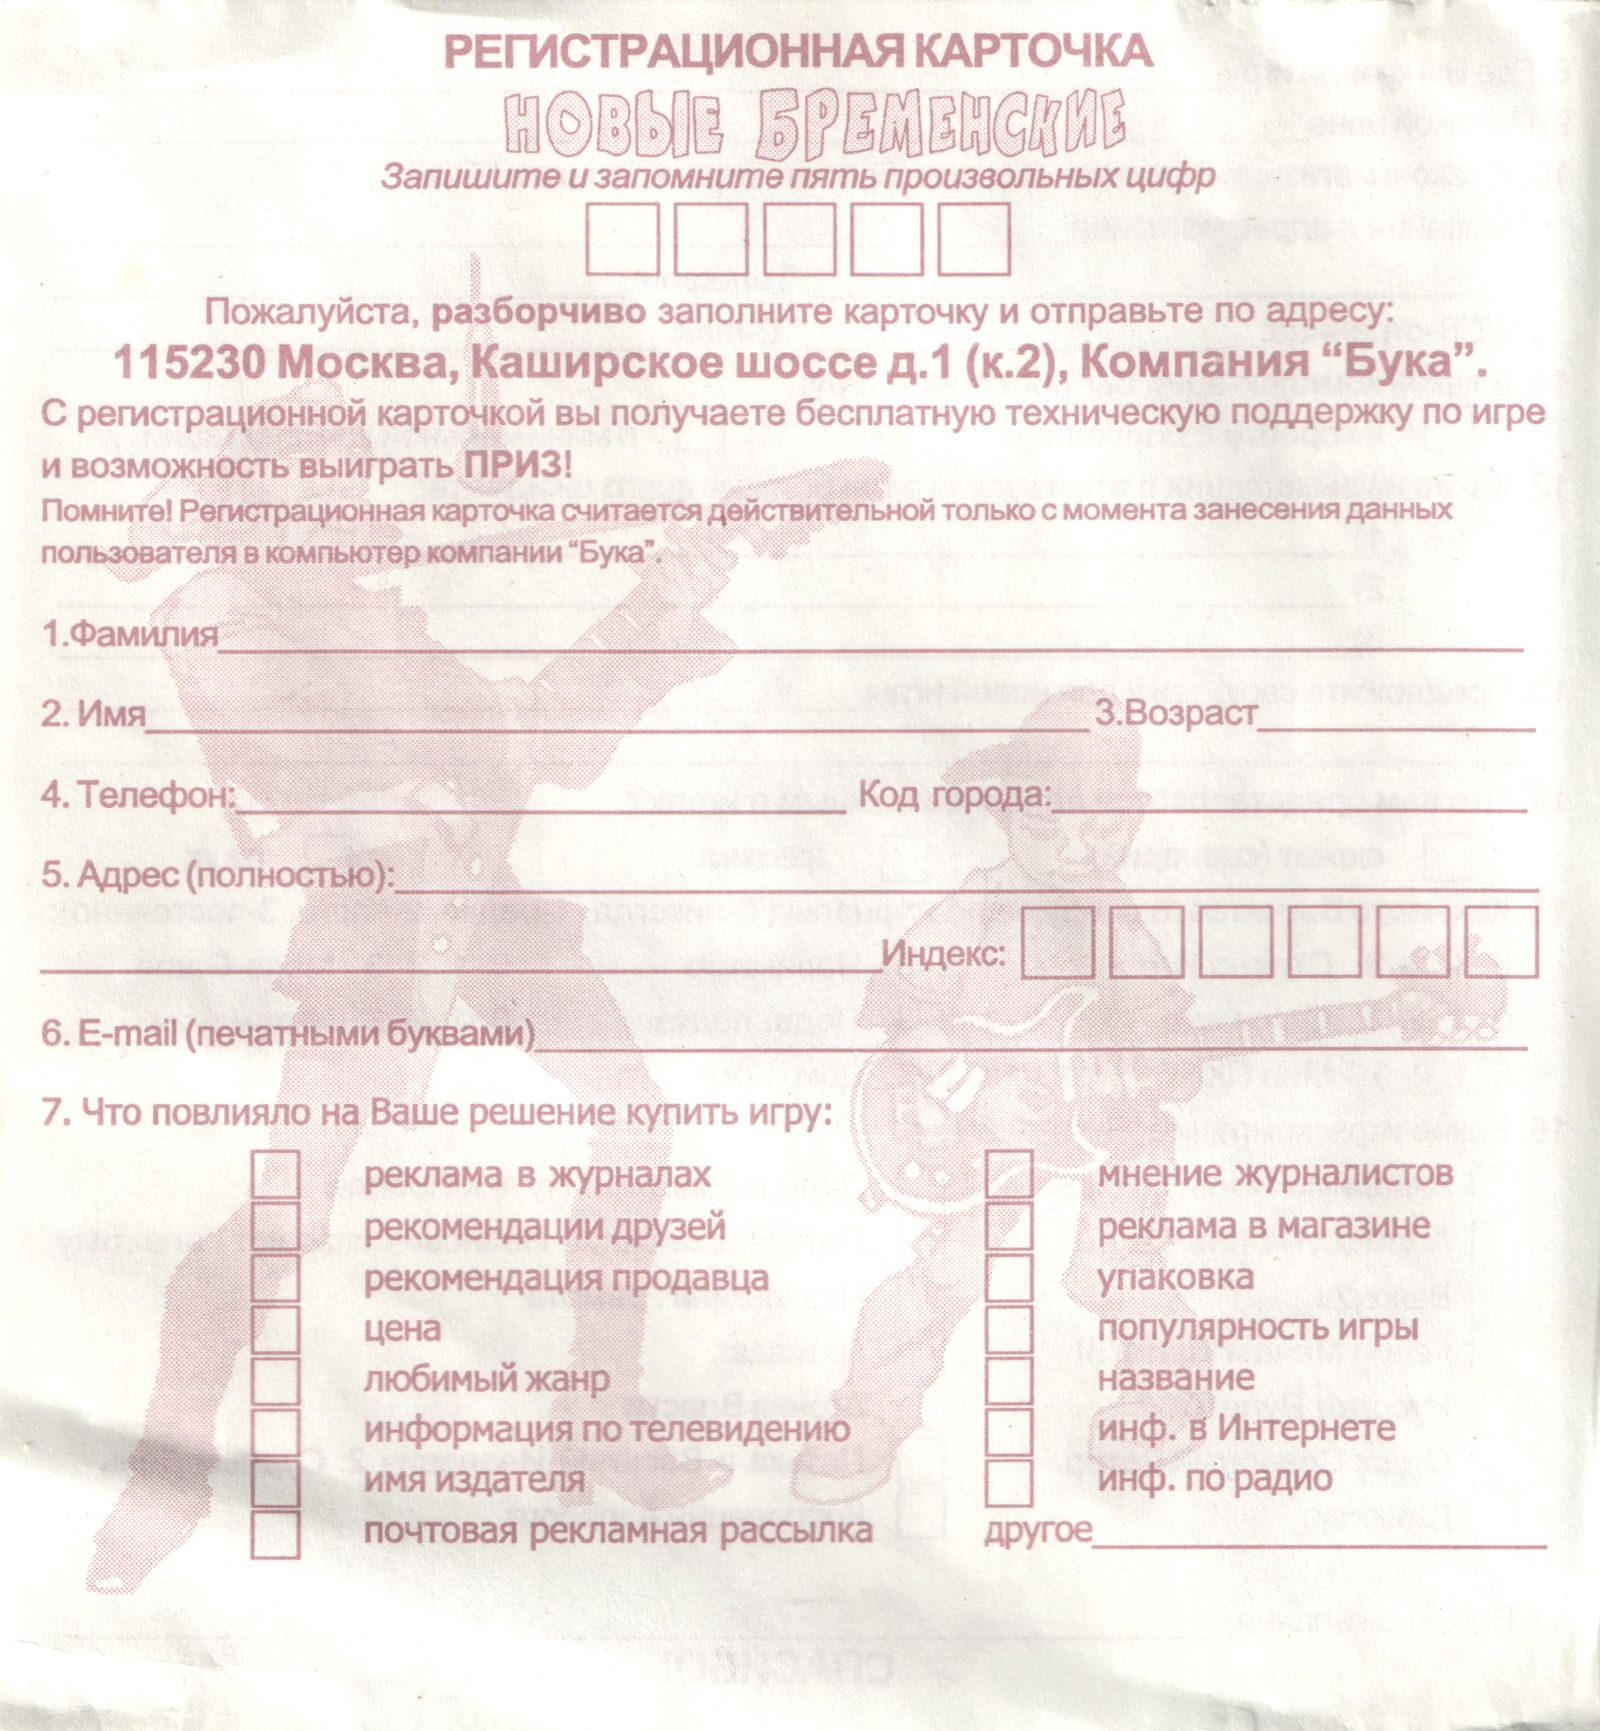 РЕГИСТРАЦИОННАЯ КАРТОЧКА
НОВЫЕ БРЕМЕНСКИЕ
Запишите и запомните пять произвольных цифр
Пожалуйста, разборчиво заполните карточку и отправьте по адресу:
115230 Москва, Каширское шоссе д.1 (к.2), Компания “Бука”.
С регистрационной карточкой вы получаете бесплатную техническую поддержку по игре
и возможность выиграть ПРИЗ!
Помните! Регистрационная карточка считается действительной только с момента занесения данных
пользователя в компьютер компании “Бука”.
1.Фамилия
2. Имя 3.Возраст
4. Телефон: Код города:
5. Адрес (полностью):
Индекс:
6. E-mail (печатными буквами)
7. Что повлияло на Ваше решение купить игру:
реклама в журналах мнение журналистов
рекомендации друзей реклама в магазине
рекомендация продавца упаковка
цена популярность игры
любимый жанр название
информация по телевидению инф. в Интернете
имя издателя инф. по радио
почтовая рекламная рассылка другое